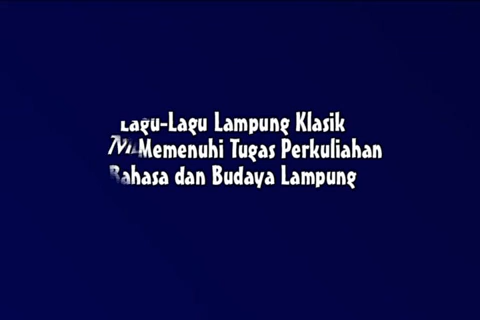 Lagu-Lagu Lampung Klasik
Memenuhi Tugas Perkuliahan
Bahasa dan Budaya Lampung